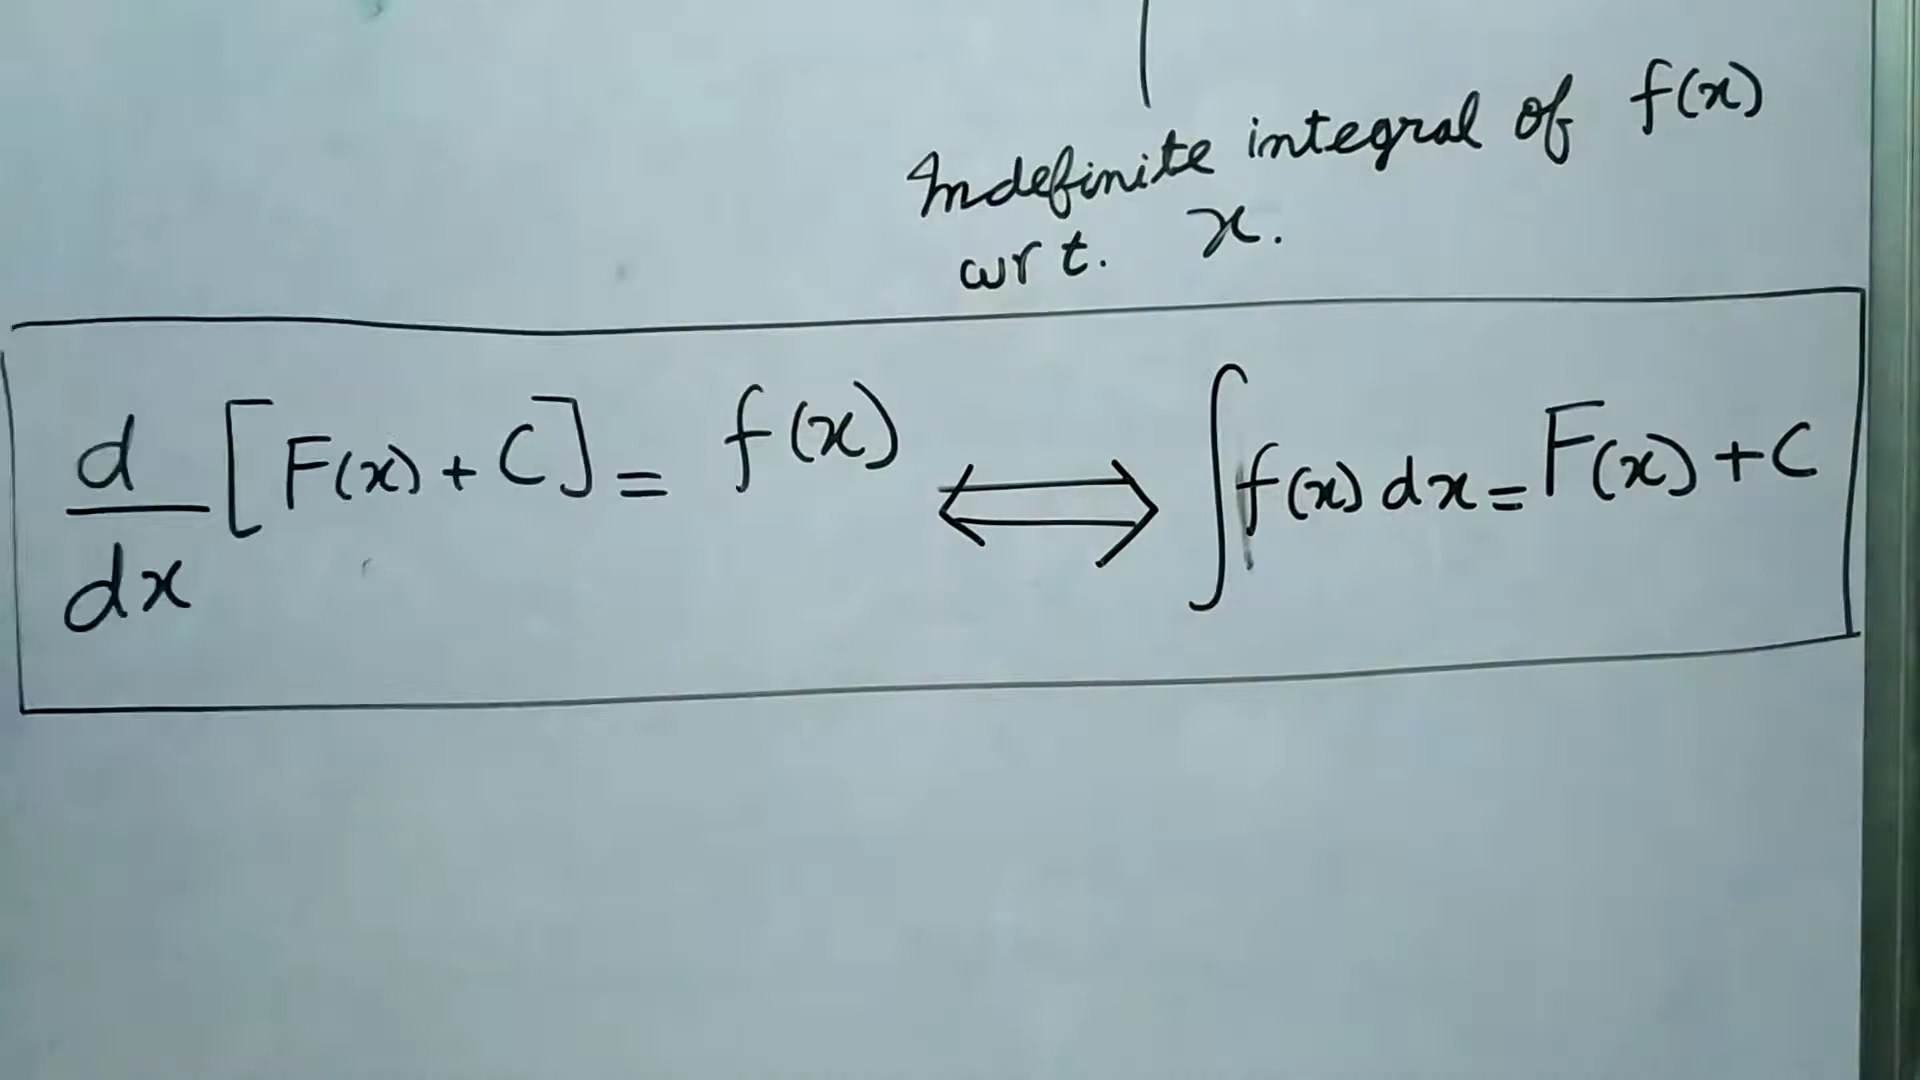 Indefinite integral of f(x)
wrt. x.
d/dx [F(x) + C] = f(x) ⟺ ∫f(x) dx = F(x) + C